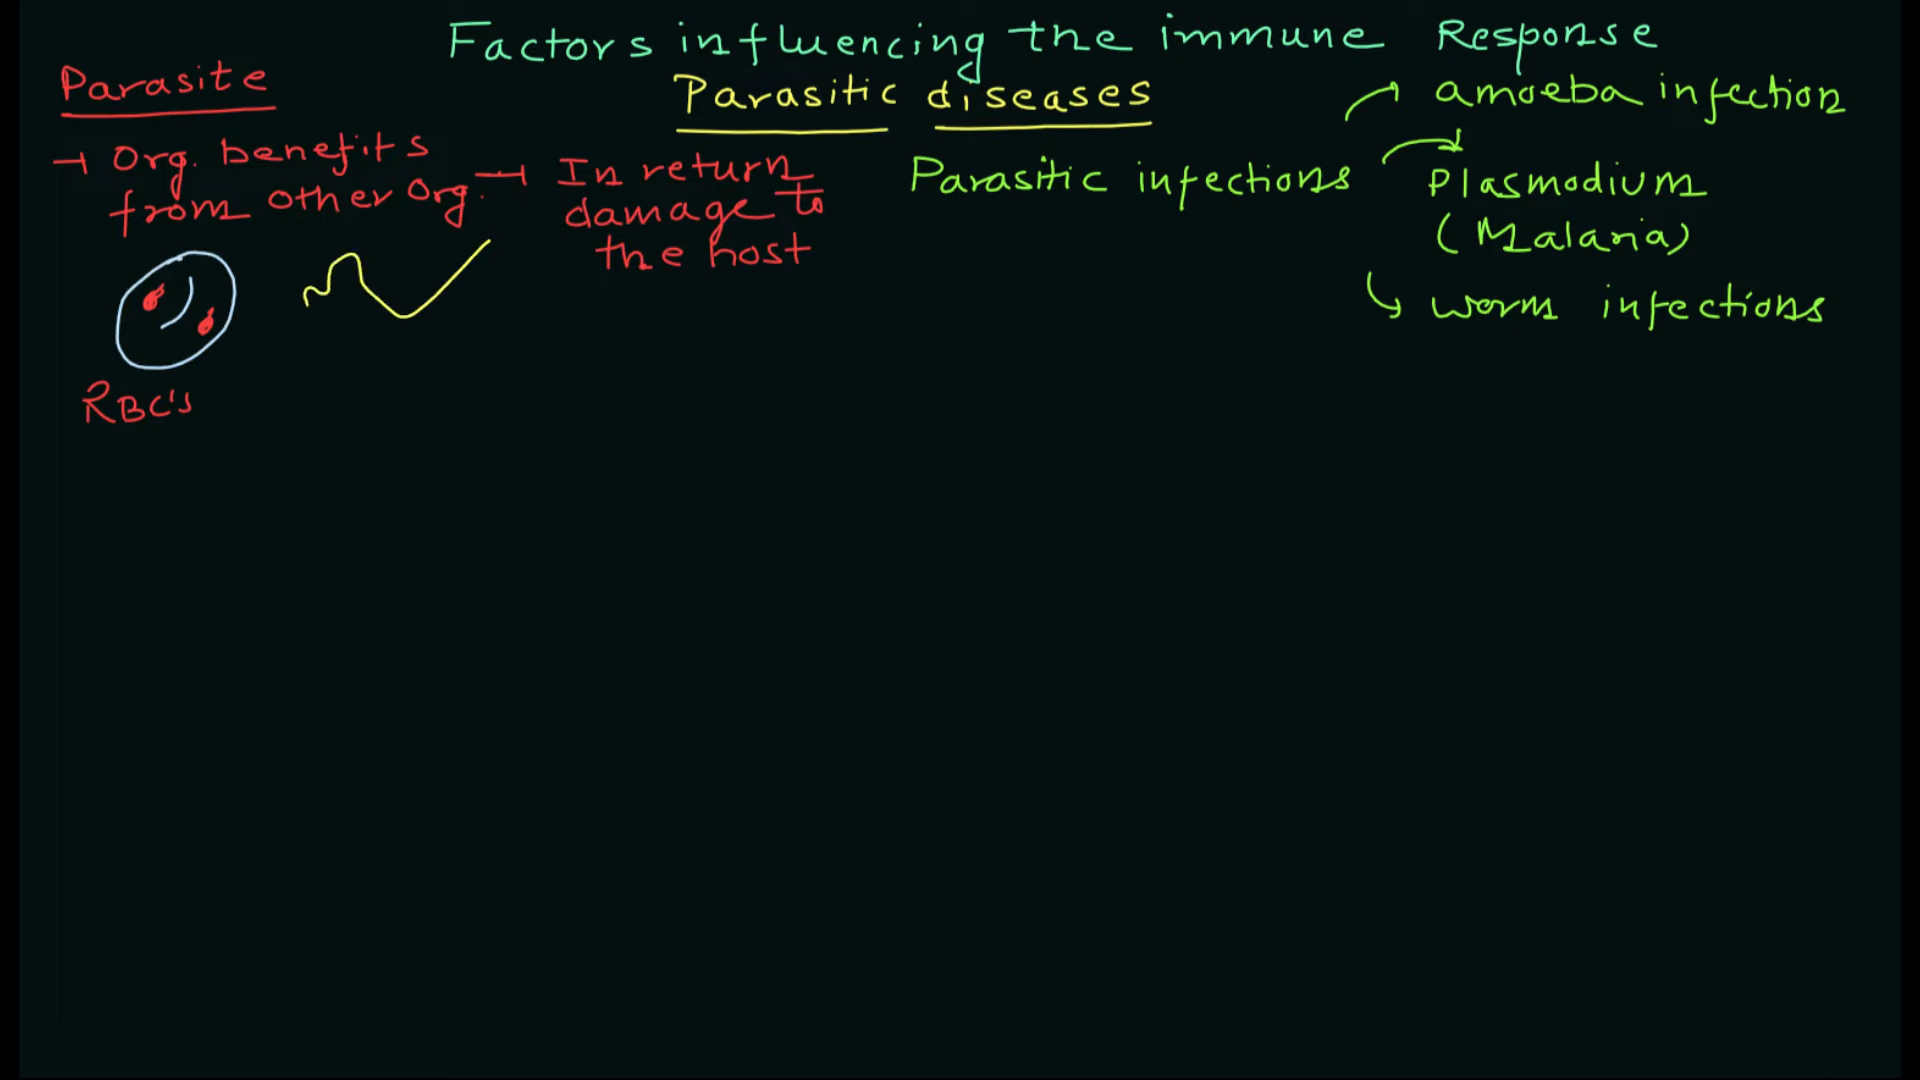 Factors influencing the immune Response
Parasitic diseases
Parasite
→ Org. benefits
from other Org.
→ In return
damage to
the host
RBC's
Parasitic infections
amoeba infection
Plasmodium
(Malaria)
worm infections